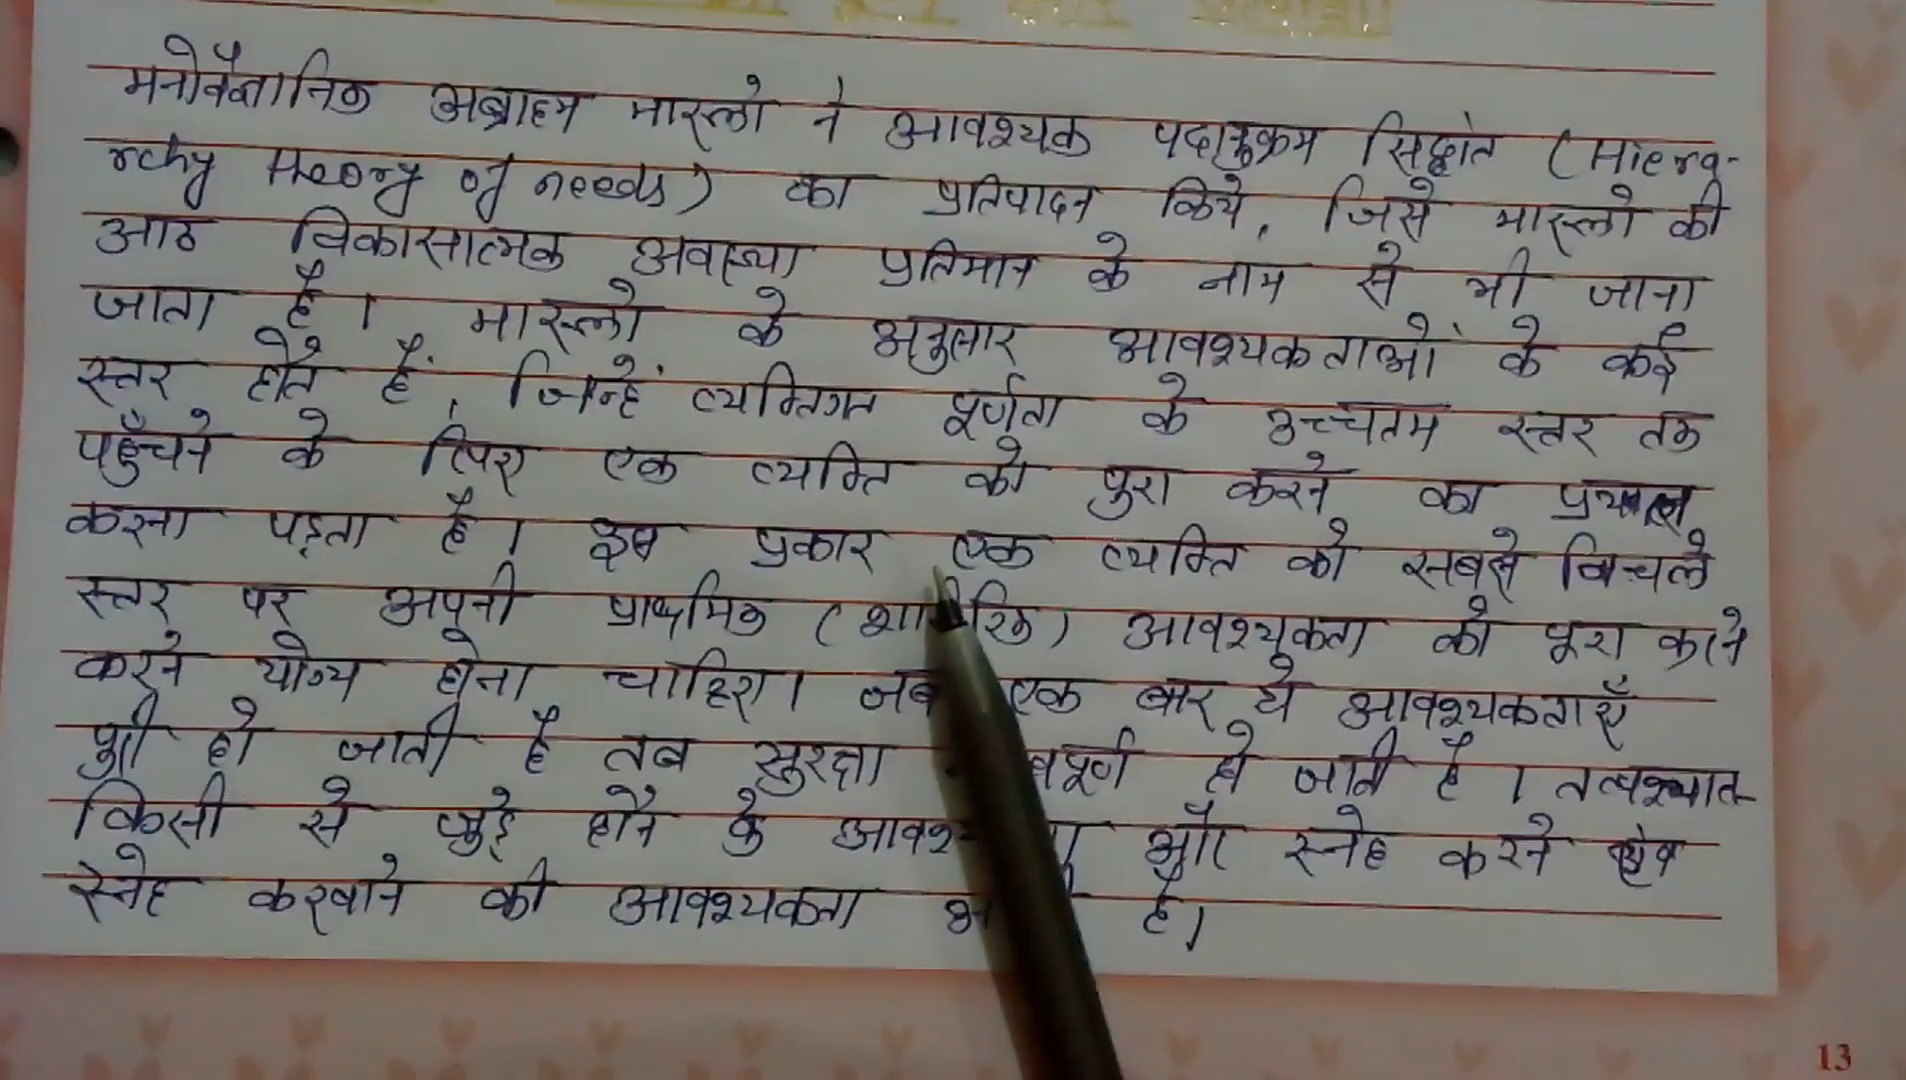 मनोवैज्ञानिक अब्राहम मास्लो ने आवश्यक पदानुक्रम सिद्धांत (Hiera-
rchy theory of needs) का प्रतिपादन किये, जिसे मास्लो की
आठ विकासात्मक अवस्था प्रतिमान के नाम से भी जाना
जाता है। मास्लो के अनुसार आवश्यकताओं के कई
स्तर होते हैं, जिन्हें व्यक्तिगत पूर्णता के उच्चतम स्तर तक
पहुँचने के लिए एक व्यक्ति को पुरा करने का प्रयास
करना पड़ता है। इस प्रकार एक व्यक्ति को सबसे निचले
स्तर पर अपनी प्राथमिक आवश्यकता को पूरा करने
करने योग्य होना चाहिए। जब एक बार ये आवश्यकताएँ
पूरी हो जाती है तब सुरक्षा हो जाती है । तत्पश्चात
किसी से जुड़े होने के और स्नेह करने एवं
स्नेह करवाने की आवश्यकता है।
13